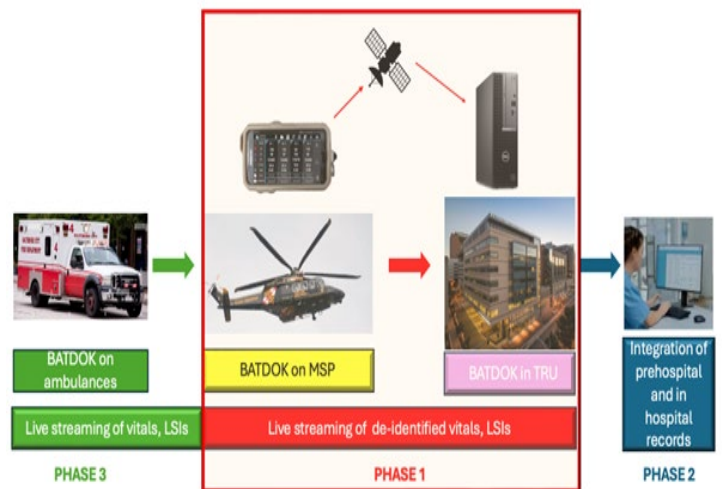 BATDOK on
ambulances
BATDOK on MSP
BATDOK in TRU
Integration of
prehospital and
in hospital
records
Live streaming of vitals, LSIs
Live streaming of de-identified vitals, LSIs
PHASE 3
PHASE 1
PHASE 2